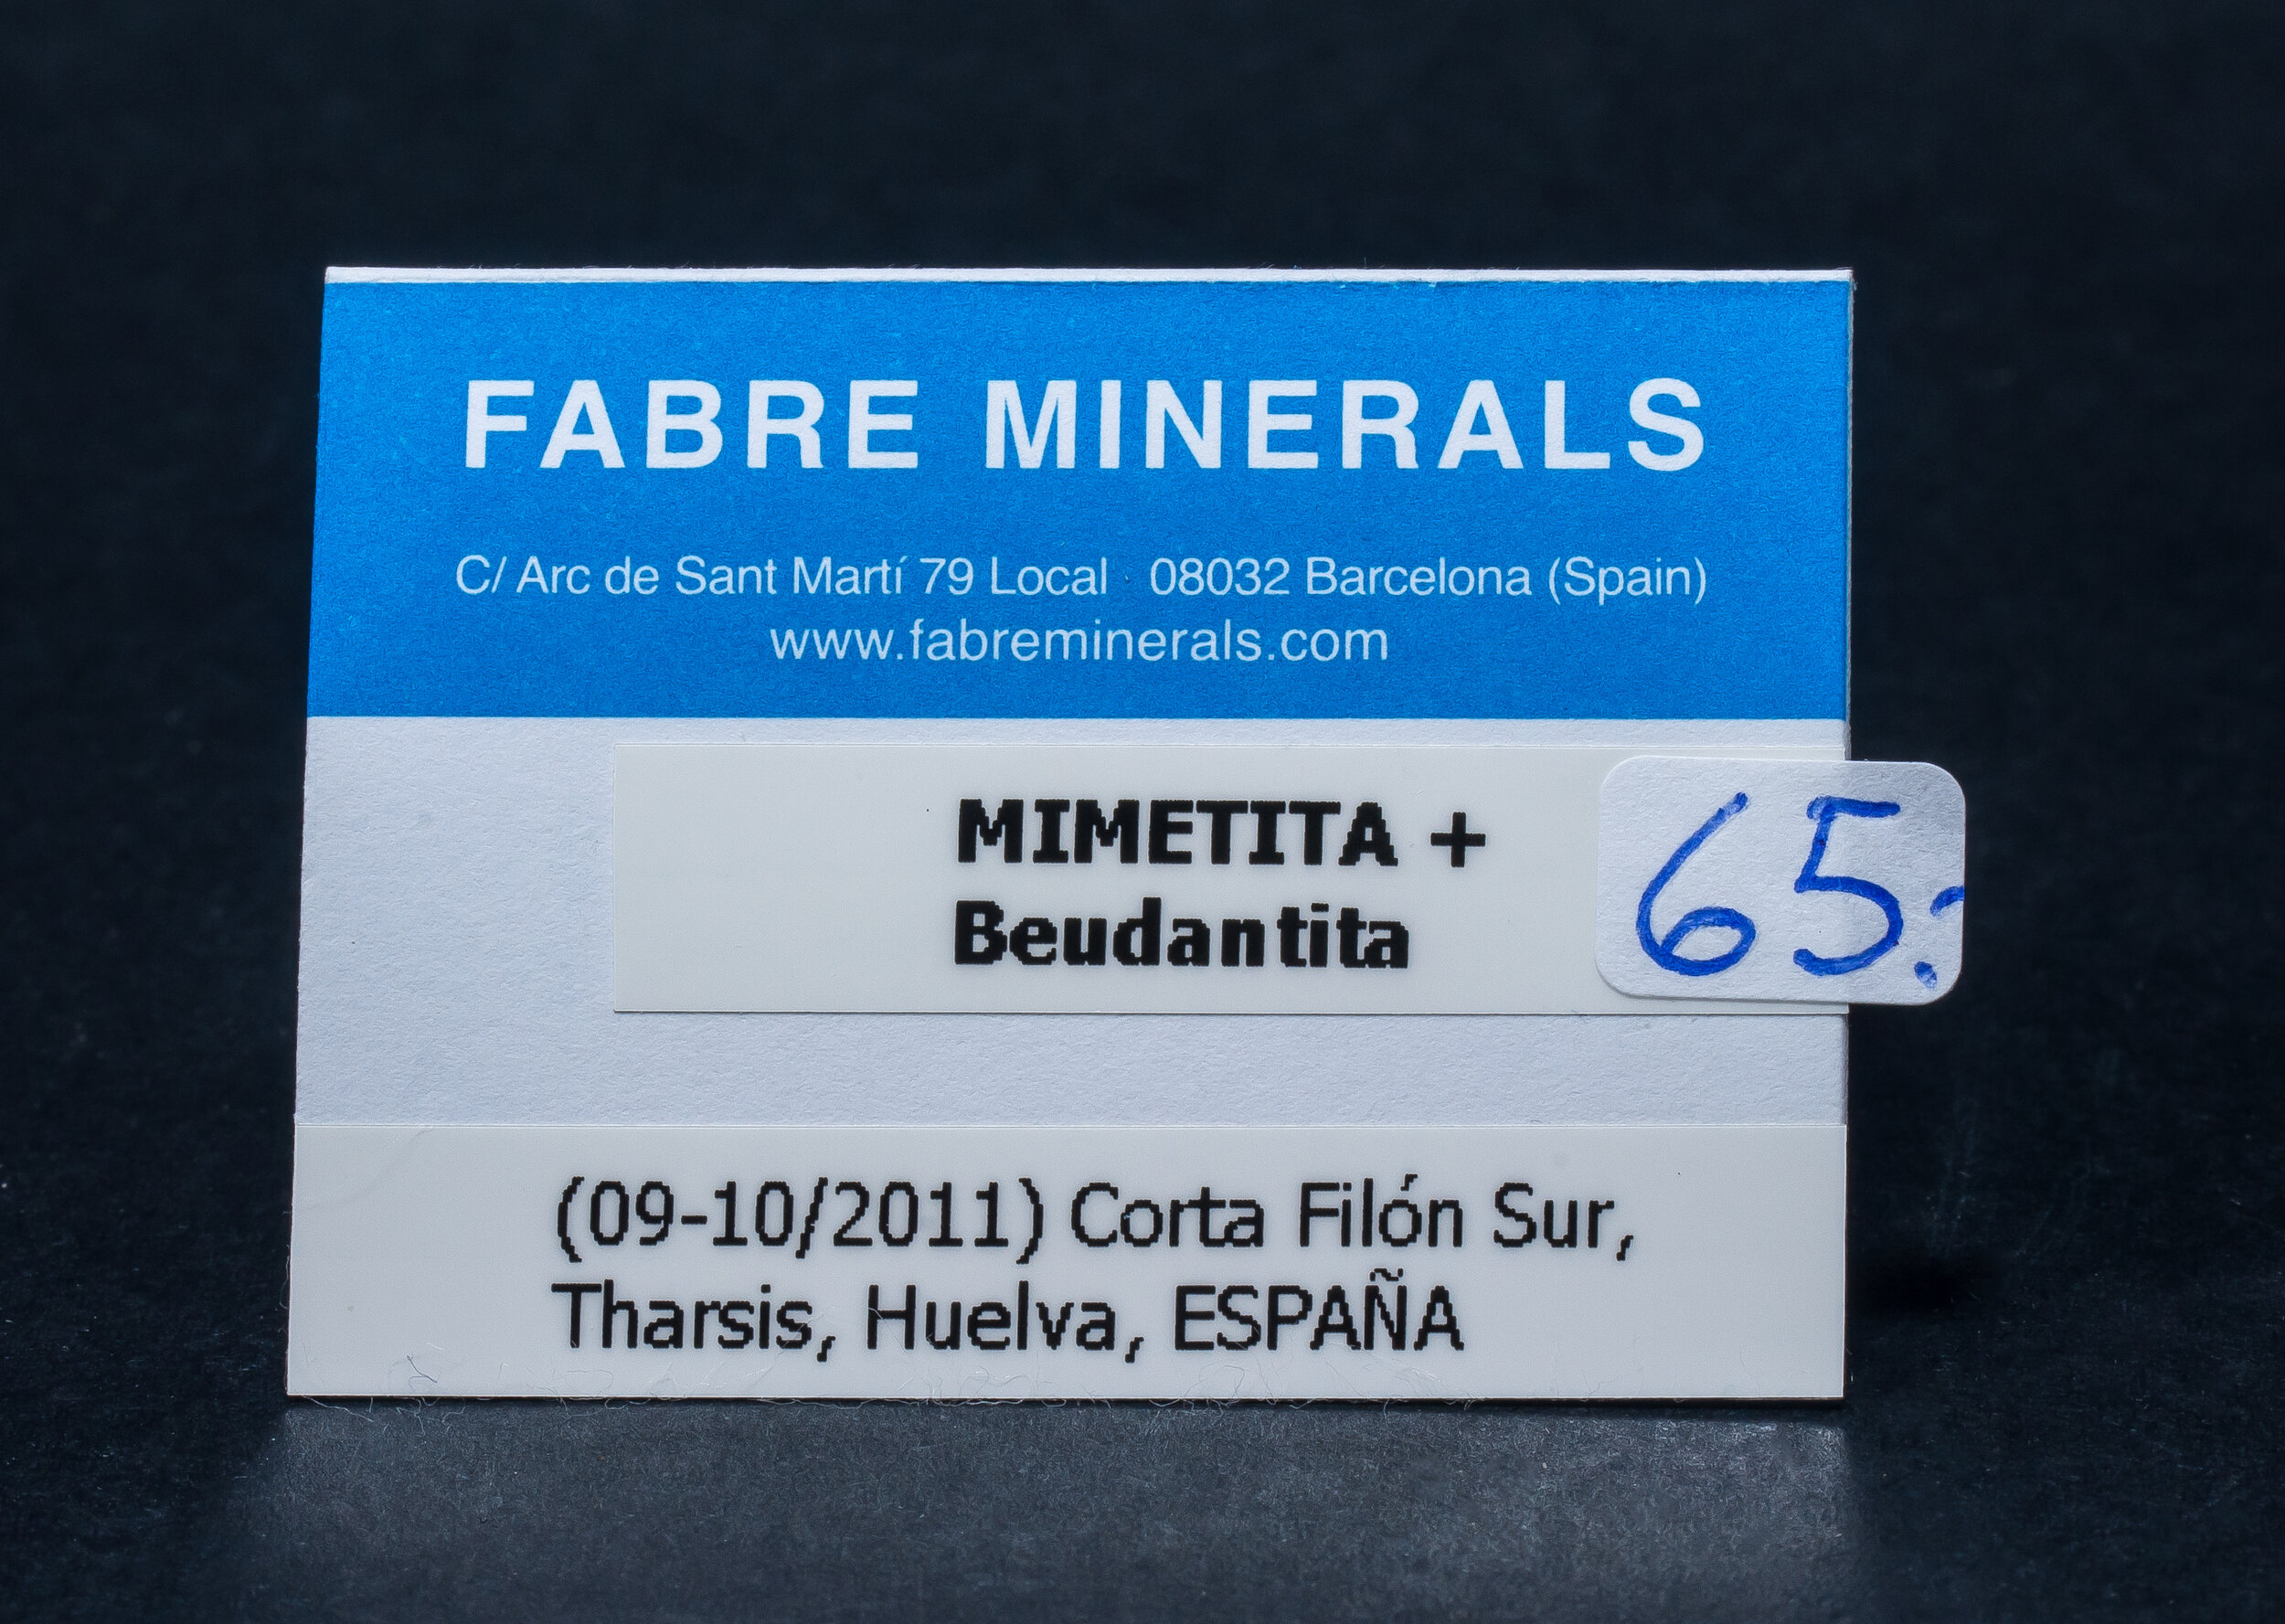 FABRE MINERALS
C/ Arc de Sant Martí 79 Local · 08032 Barcelona (Spain)
www.fabreminerals.com
MIMETITA +
Beudantita
65.-
(09-10/2011) Corta Filón Sur,
Tharsis, Huelva, ESPAÑA